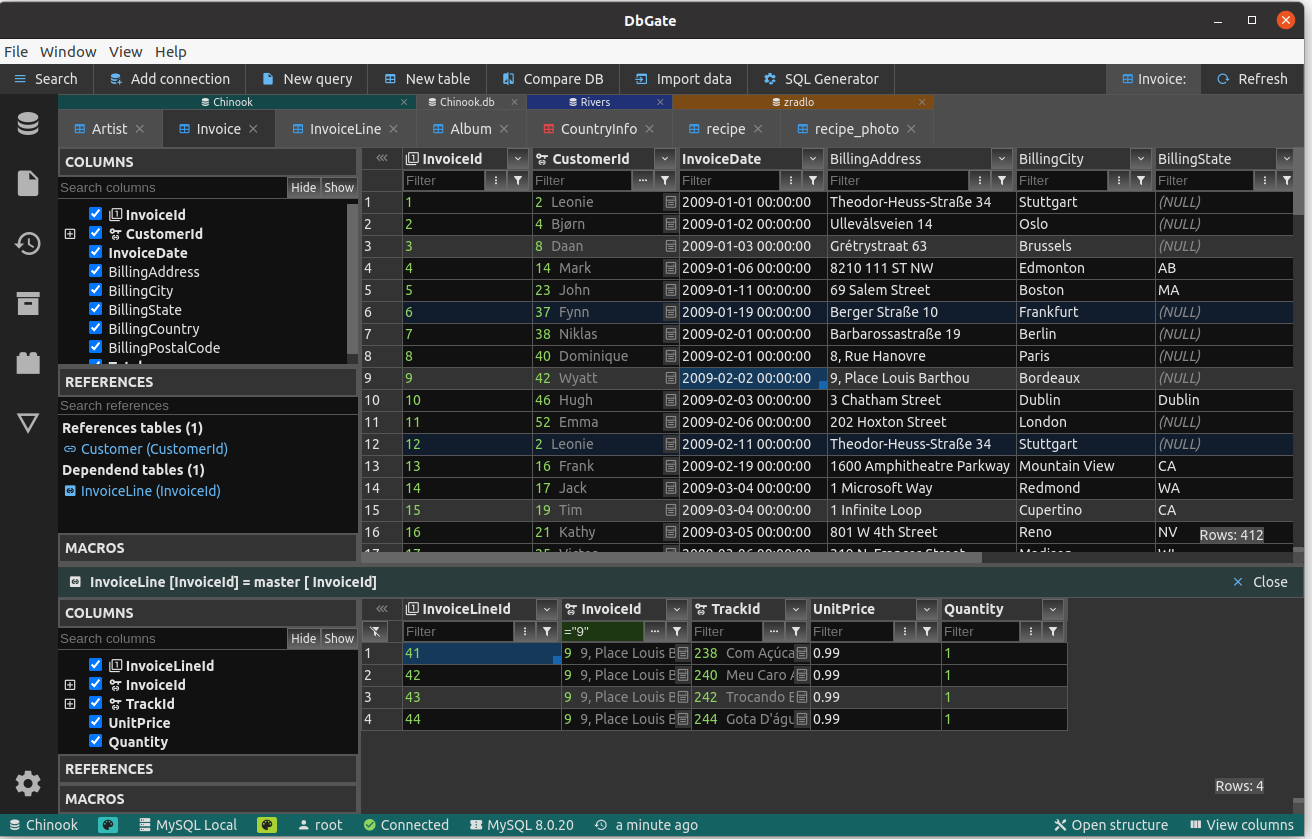 DbGate
File Window View Help
Search Add connection New query New table Compare DB Import data SQL Generator Invoice: Refresh
Chinook Chinook.db Rivers zradlo
Artist Invoice InvoiceLine Album CountryInfo recipe recipe_photo
COLUMNS
Search columns Hide Show
InvoiceId
CustomerId
InvoiceDate
BillingAddress
BillingCity
BillingState
BillingCountry
BillingPostalCode
REFERENCES
Search references
References tables (1)
Customer (CustomerId)
Dependend tables (1)
InvoiceLine (InvoiceId)
MACROS
InvoiceId CustomerId InvoiceDate BillingAddress BillingCity BillingState
Filter Filter Filter Filter Filter Filter
1 1 2 Leonie 2009-01-01 00:00:00 Theodor-Heuss-Straße 34 Stuttgart (NULL)
2 2 4 Bjørn 2009-01-02 00:00:00 Ullevålsveien 14 Oslo (NULL)
3 3 8 Daan 2009-01-03 00:00:00 Grétrystraat 63 Brussels (NULL)
4 4 14 Mark 2009-01-06 00:00:00 8210 111 ST NW Edmonton AB
5 5 23 John 2009-01-11 00:00:00 69 Salem Street Boston MA
6 6 37 Fynn 2009-01-19 00:00:00 Berger Straße 10 Frankfurt (NULL)
7 7 38 Niklas 2009-02-01 00:00:00 Barbarossastraße 19 Berlin (NULL)
8 8 40 Dominique 2009-02-01 00:00:00 8, Rue Hanovre Paris (NULL)
9 9 42 Wyatt 2009-02-02 00:00:00 9, Place Louis Barthou Bordeaux (NULL)
10 10 46 Hugh 2009-02-03 00:00:00 3 Chatham Street Dublin Dublin
11 11 52 Emma 2009-02-06 00:00:00 202 Hoxton Street London (NULL)
12 12 2 Leonie 2009-02-11 00:00:00 Theodor-Heuss-Straße 34 Stuttgart (NULL)
13 13 16 Frank 2009-02-19 00:00:00 1600 Amphitheatre Parkway Mountain View CA
14 14 17 Jack 2009-03-04 00:00:00 1 Microsoft Way Redmond WA
15 15 19 Tim 2009-03-04 00:00:00 1 Infinite Loop Cupertino CA
16 16 21 Kathy 2009-03-05 00:00:00 801 W 4th Street Reno NV
Rows: 412
InvoiceLine [InvoiceId] = master [ InvoiceId] Close
COLUMNS
Search columns Hide Show
InvoiceLineId
InvoiceId
TrackId
UnitPrice
Quantity
REFERENCES
MACROS
InvoiceLineId InvoiceId TrackId UnitPrice Quantity
Filter ="9" Filter Filter Filter
1 41 9 9, Place Louis B 238 Com Açúca 0.99 1
2 42 9 9, Place Louis B 240 Meu Caro A 0.99 1
3 43 9 9, Place Louis B 242 Trocando E 0.99 1
4 44 9 9, Place Louis B 244 Gota D'águ 0.99 1
Rows: 4
Chinook MySQL Local root Connected MySQL 8.0.20 a minute ago Open structure View columns